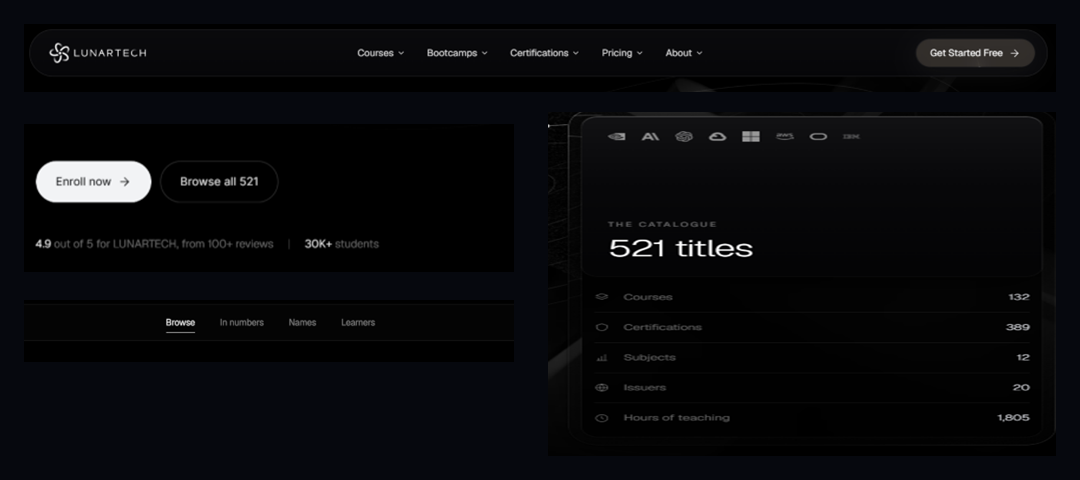 LUNARTECH Courses Bootcamps Certifications Pricing About Get Started Free
Enroll now Browse all 521
4.9 out of 5 for LUNARTECH, from 100+ reviews 30K+ students
Browse In numbers Names Learners
aws IBM
THE CATALOGUE
521 titles
Courses 132
Certifications 389
Subjects 12
Issuers 20
Hours of teaching 1,805